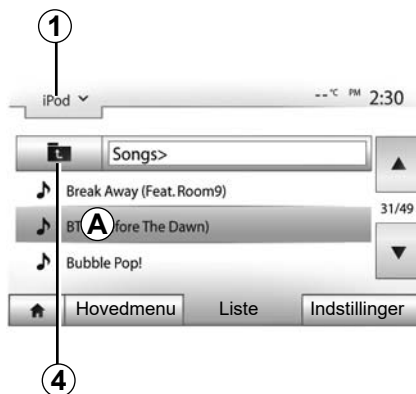 1
iPod
--°C PM 2:30
Songs>
Break Away (Feat. Room9)
31/49
A
fore The Dawn)
Bubble Pop!
Hovedmenu Liste Indstillinger
4